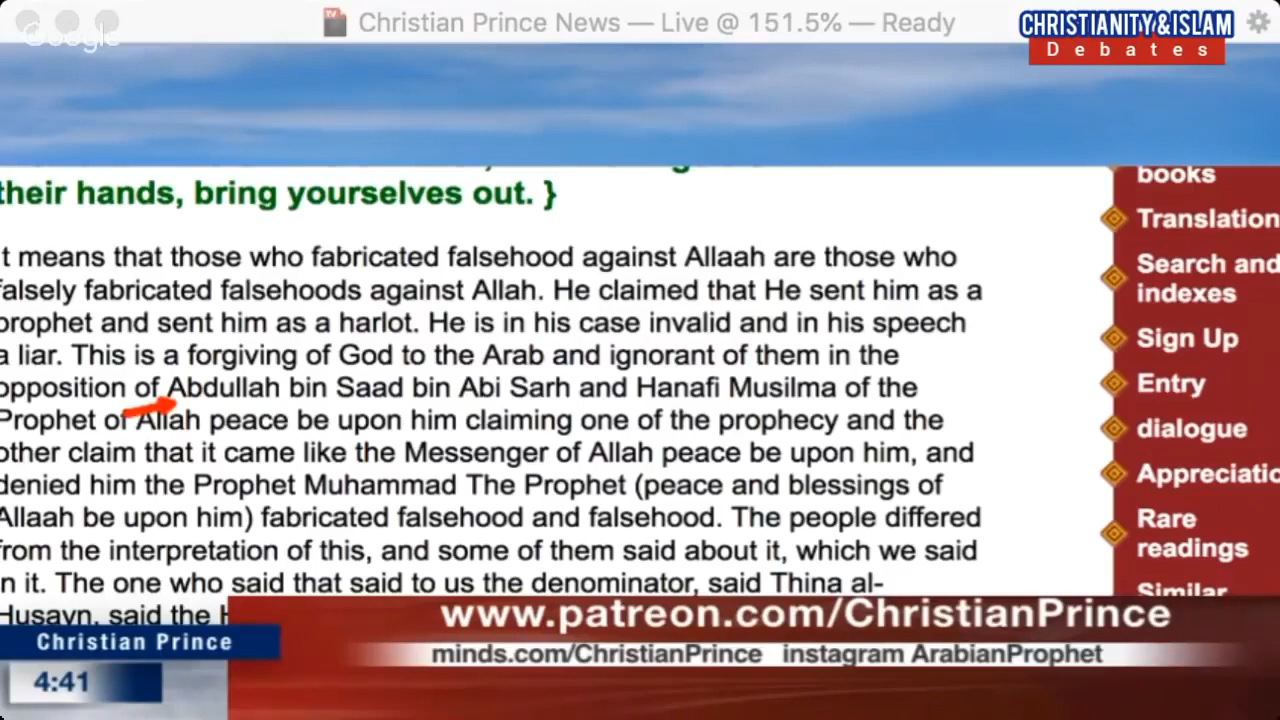 Google
Christian Prince News — Live @ 151.5% — Ready
CHRISTIANITY & ISLAM
Debates
their hands, bring yourselves out. }
t means that those who fabricated falsehood against Allaah are those who
falsely fabricated falsehoods against Allah. He claimed that He sent him as a
prophet and sent him as a harlot. He is in his case invalid and in his speech
a liar. This is a forgiving of God to the Arab and ignorant of them in the
opposition of Abdullah bin Saad bin Abi Sarh and Hanafi Musilma of the
Prophet of Allah peace be upon him claiming one of the prophecy and the
other claim that it came like the Messenger of Allah peace be upon him, and
denied him the Prophet Muhammad The Prophet (peace and blessings of
Allaah be upon him) fabricated falsehood and falsehood. The people differed
from the interpretation of this, and some of them said about it, which we said
in it. The one who said that said to us the denominator, said Thina al-
Husayn, said the H
books
Translation
Search and
indexes
Sign Up
Entry
dialogue
Appreciatio
Rare
readings
Similar
www.patreon.com/ChristianPrince
Christian Prince
minds.com/ChristianPrince instagram ArabianProphet
4:41